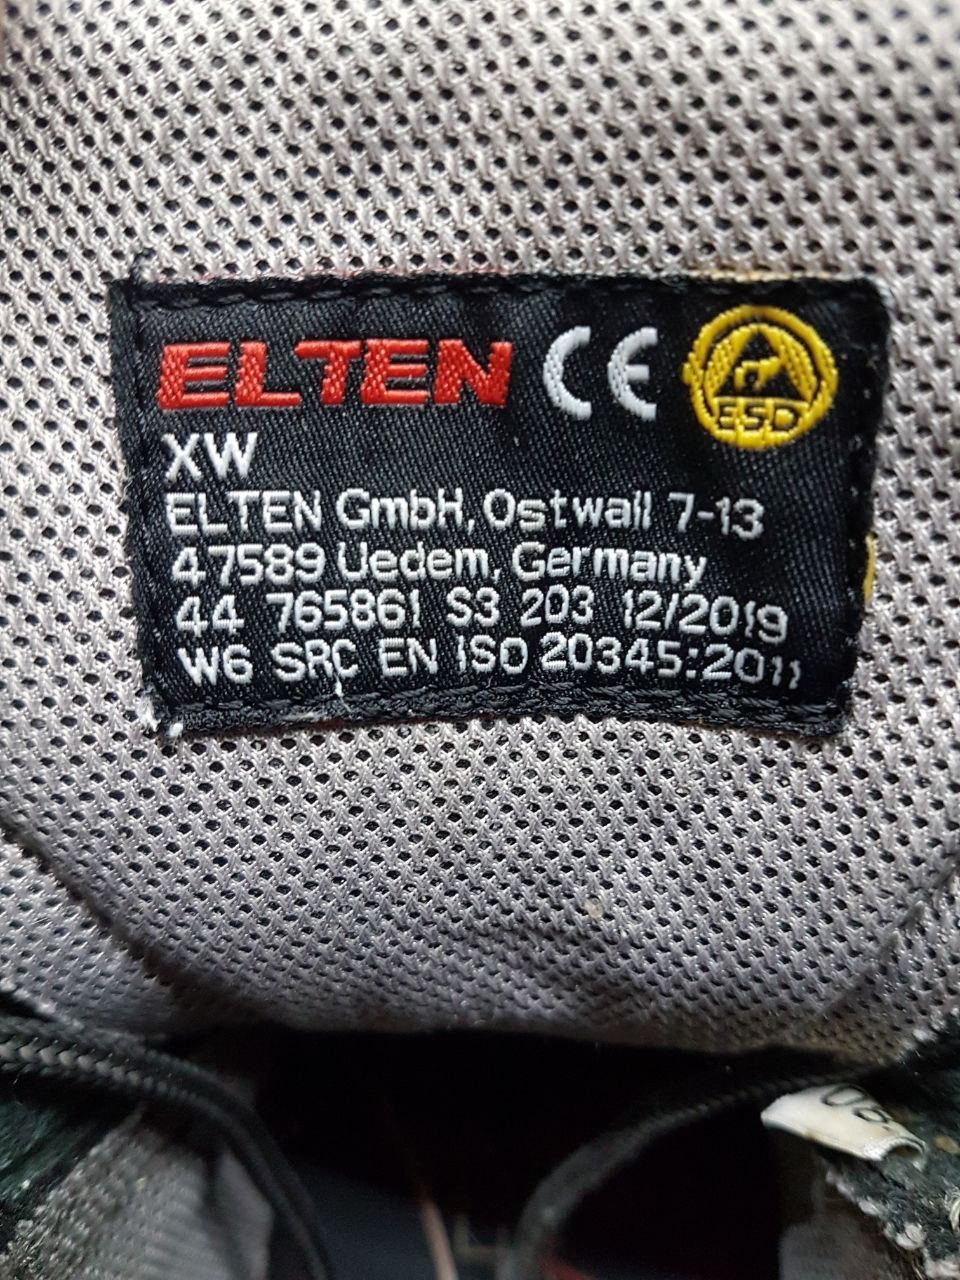 ELTEN CE ESD
XW
ELTEN GmbH, Ostwall 7-13
47589 Uedem, Germany
44 765861 S3 203 12/2019
W6 SRC EN ISO 20345:2011